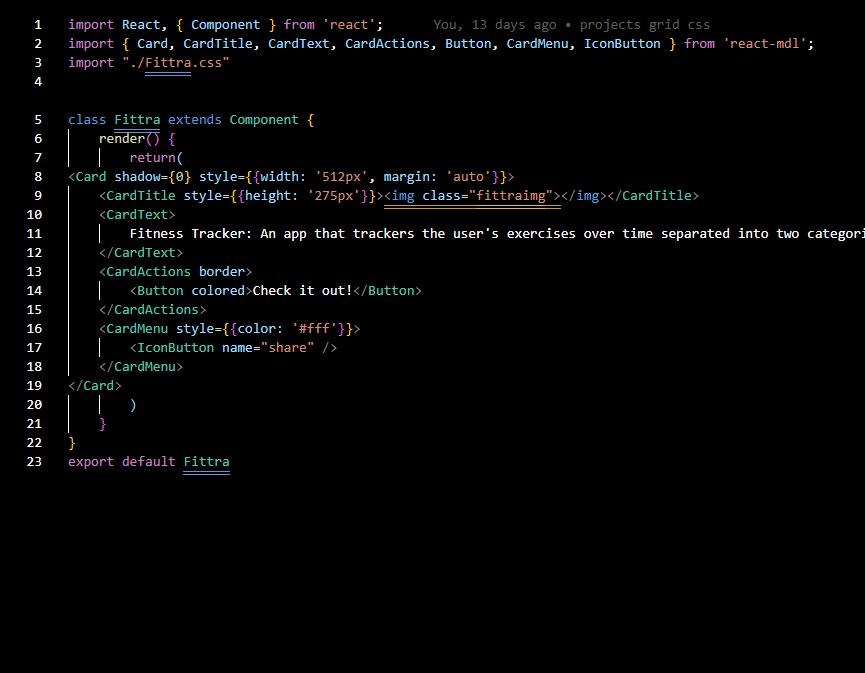 1 import React, { Component } from 'react'; You, 13 days ago • projects grid css
2 import { Card, CardTitle, CardText, CardActions, Button, CardMenu, IconButton } from 'react-mdl';
3 import "./Fittra.css"
4
5 class Fittra extends Component {
6 render() {
7 return(
8 <Card shadow={0} style={{width: '512px', margin: 'auto'}}>
9 <CardTitle style={{height: '275px'}}><img class="fittraimg"></img></CardTitle>
10 <CardText>
11 Fitness Tracker: An app that trackers the user's exercises over time separated into two categori
12 </CardText>
13 <CardActions border>
14 <Button colored>Check it out!</Button>
15 </CardActions>
16 <CardMenu style={{color: '#fff'}}>
17 <IconButton name="share" />
18 </CardMenu>
19 </Card>
20 )
21 }
22 }
23 export default Fittra